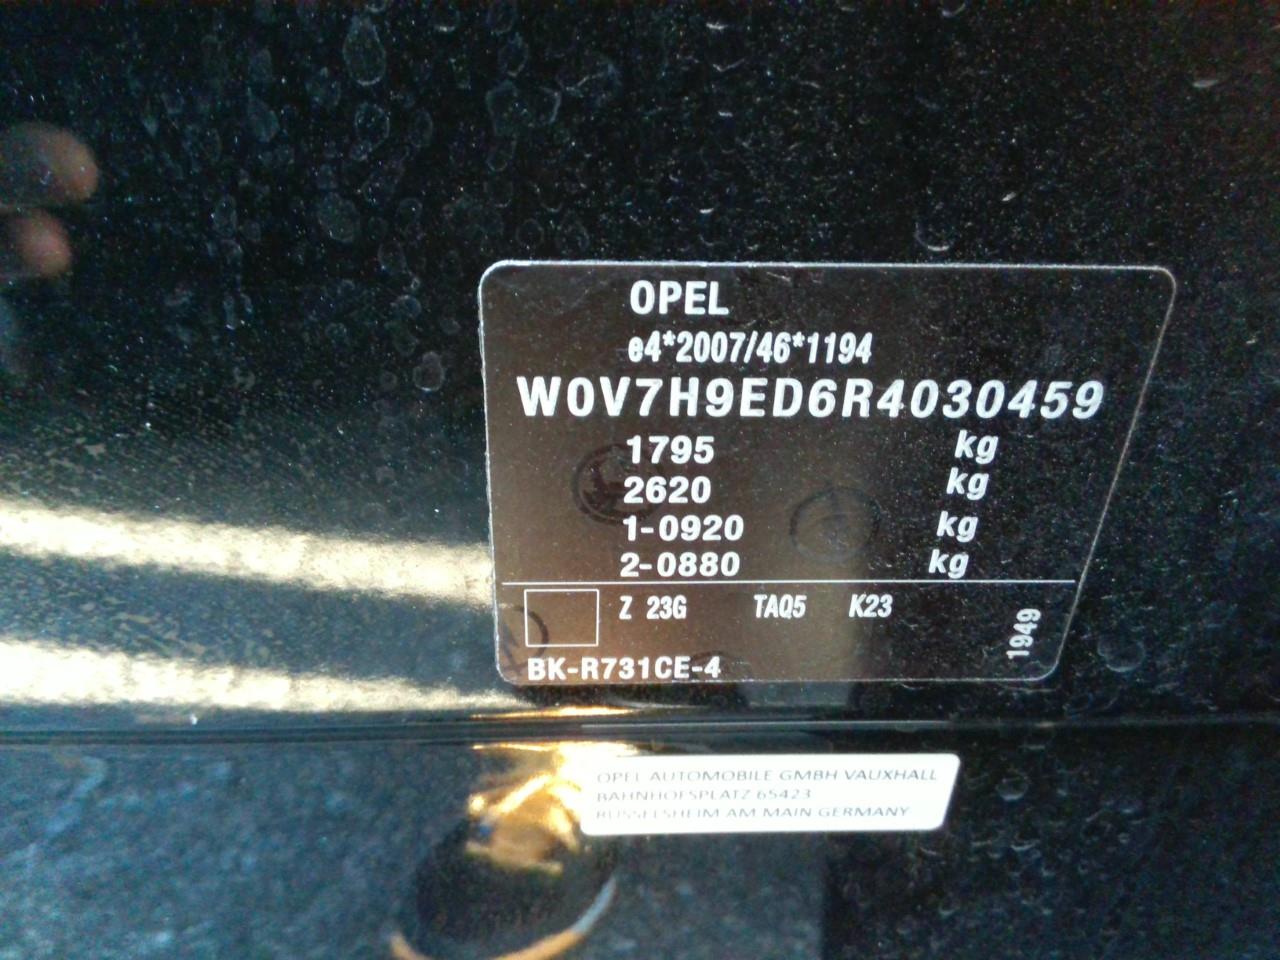 OPEL
e4*2007/46*1194
W0V7H9ED6R4030459
1795 kg
2620 kg
1-0920 kg
2-0880 kg
Z 23G TAQ5 K23
1949
BK-R731CE-4
OPEL AUTOMOBILE GMBH VAUXHALL
BAHNHOFSPLATZ 65423
RÜSSELSHEIM AM MAIN GERMANY